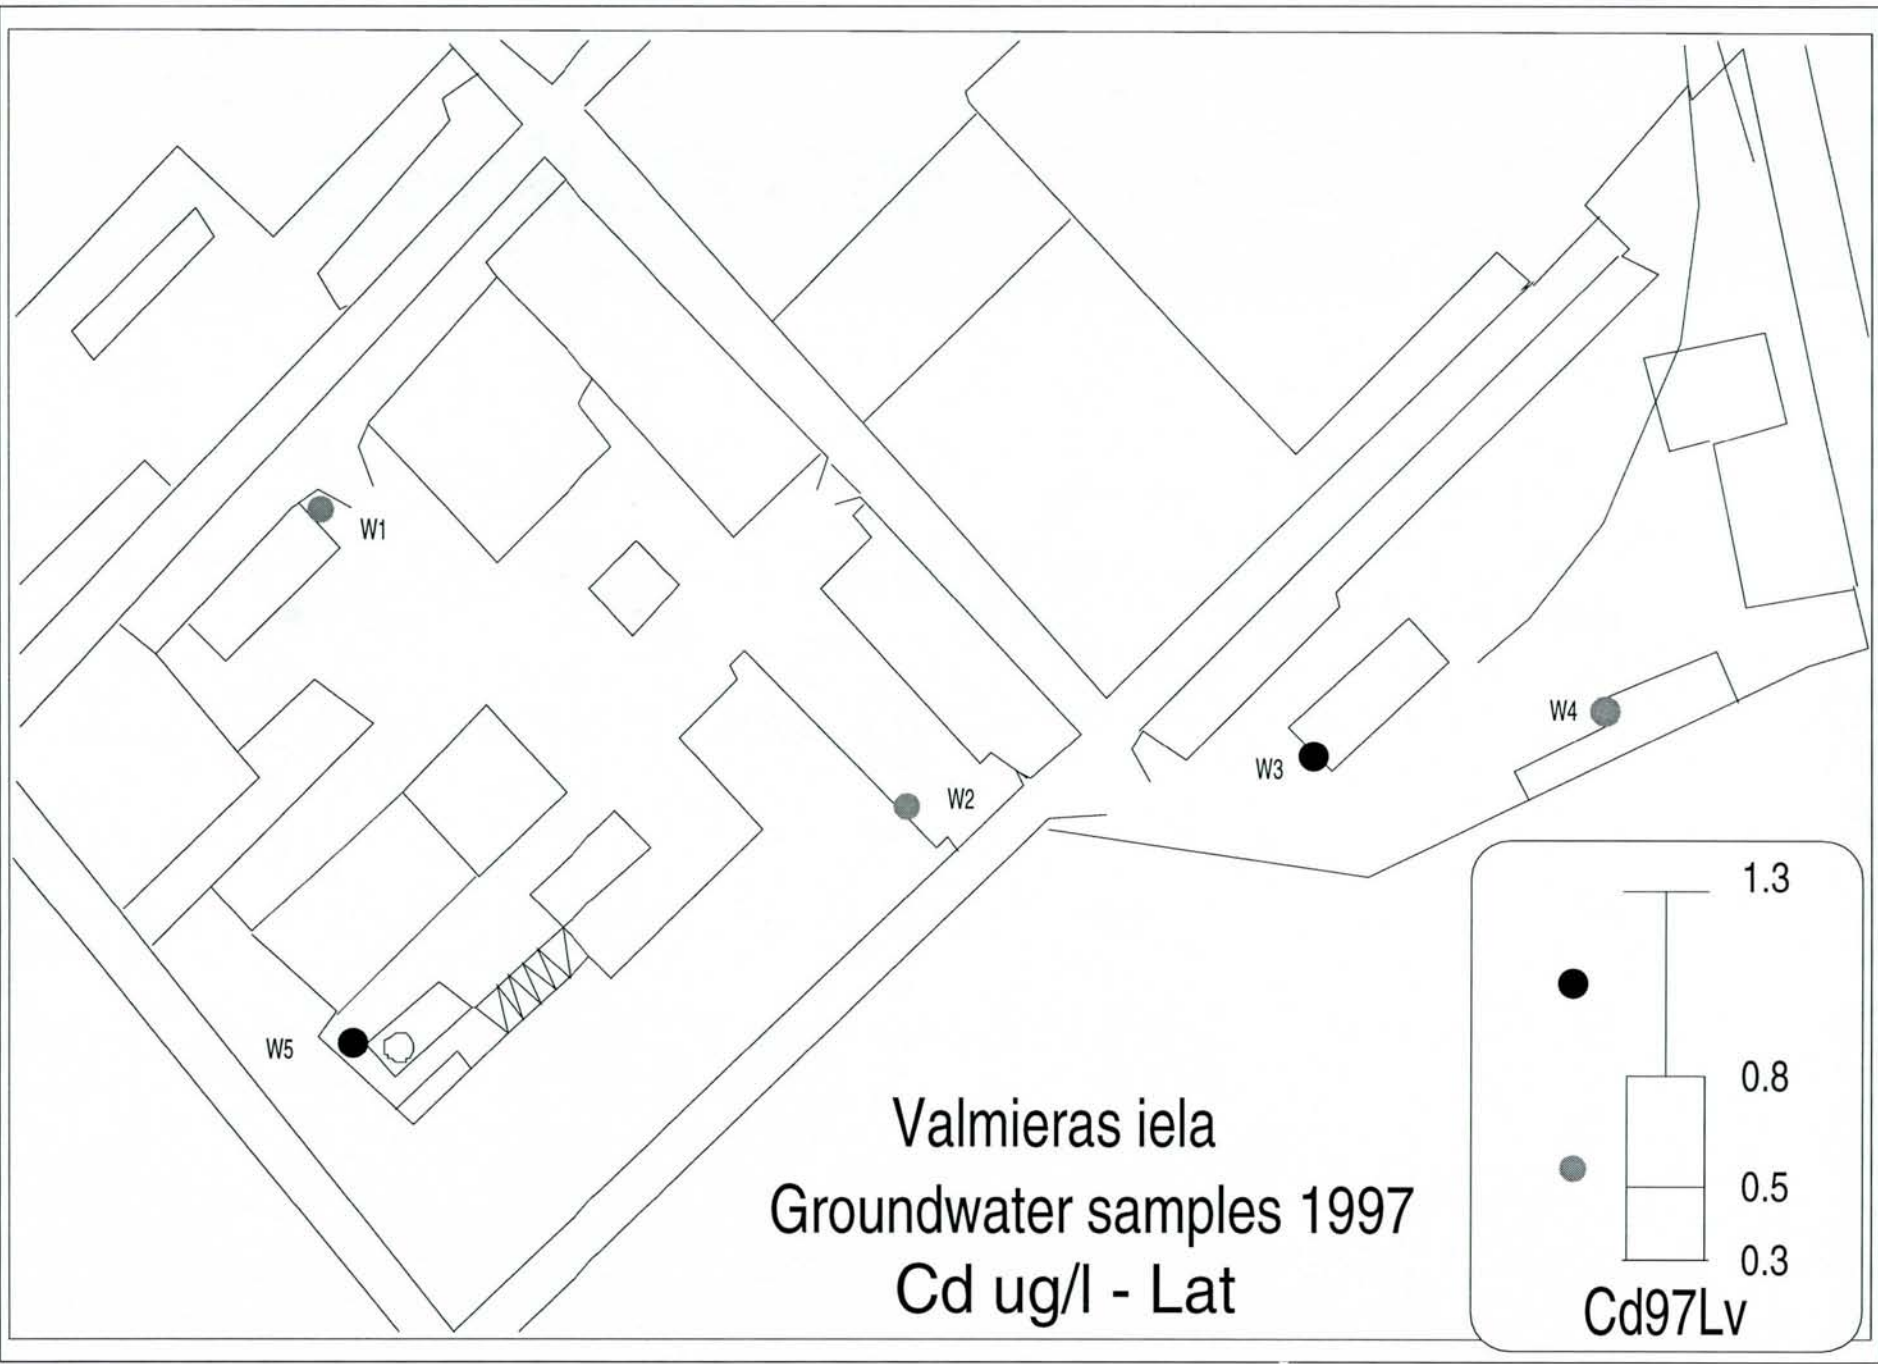 W1
W2
W3
W4
W5
Valmieras iela
Groundwater samples 1997
Cd ug/l - Lat
1.3
0.8
0.5
0.3
Cd97Lv